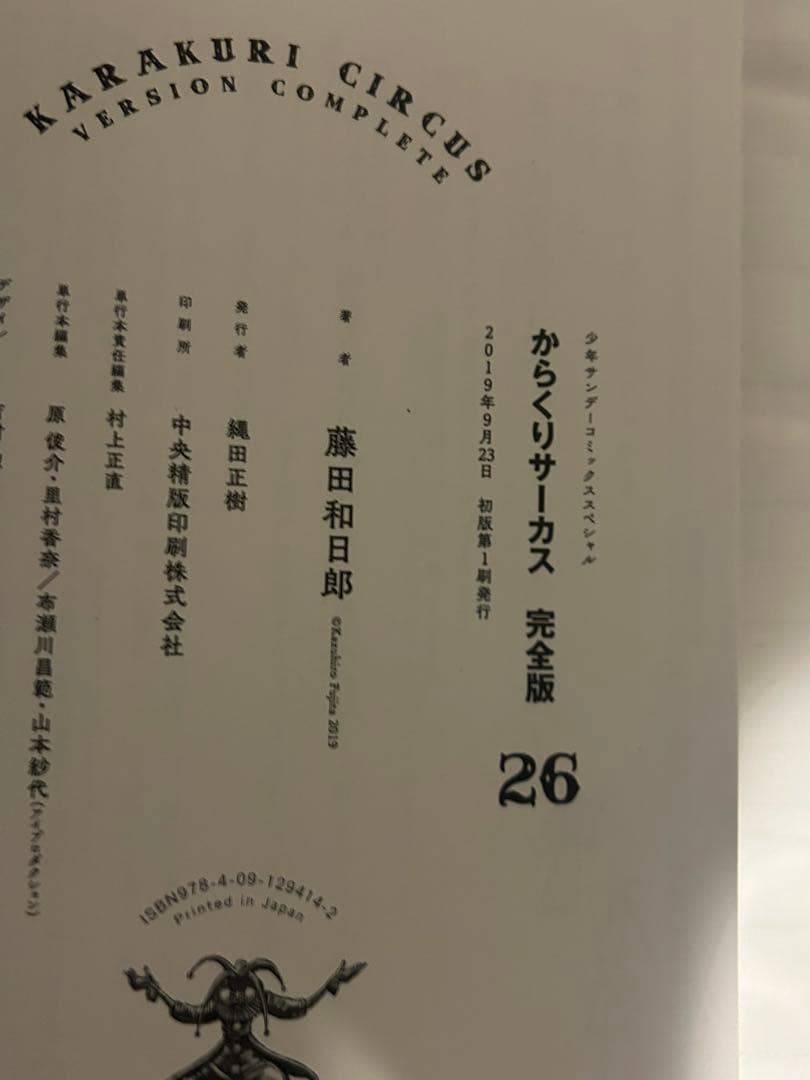 KARAKURI CIRCUS
VERSION COMPLETE
少年サンデーコミックススペシャル
からくりサーカス 完全版 26
2019年9月23日 初版第1刷発行
著者 藤田和日郎 ©Kazuhiro Fujita 2019
発行者 縄田正樹
印刷所 中央精版印刷株式会社
単行本責任編集 村上正直
単行本編集 原 俊介・里村香奈／布瀬川昌範・山本紗代(アイプロダクション)
デザイン
ISBN978-4-09-129414-2
Printed in Japan